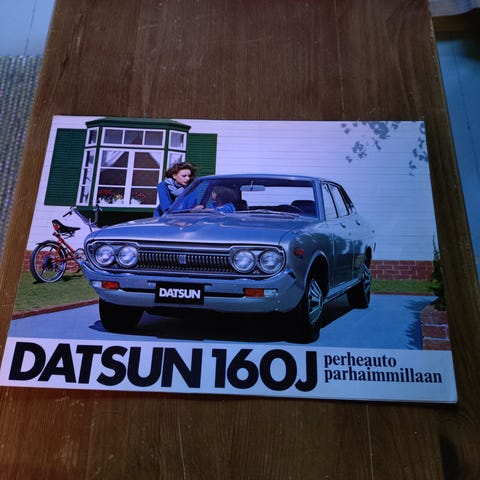 DATSUN
DATSUN 160J
perheauto
parhaimmillaan